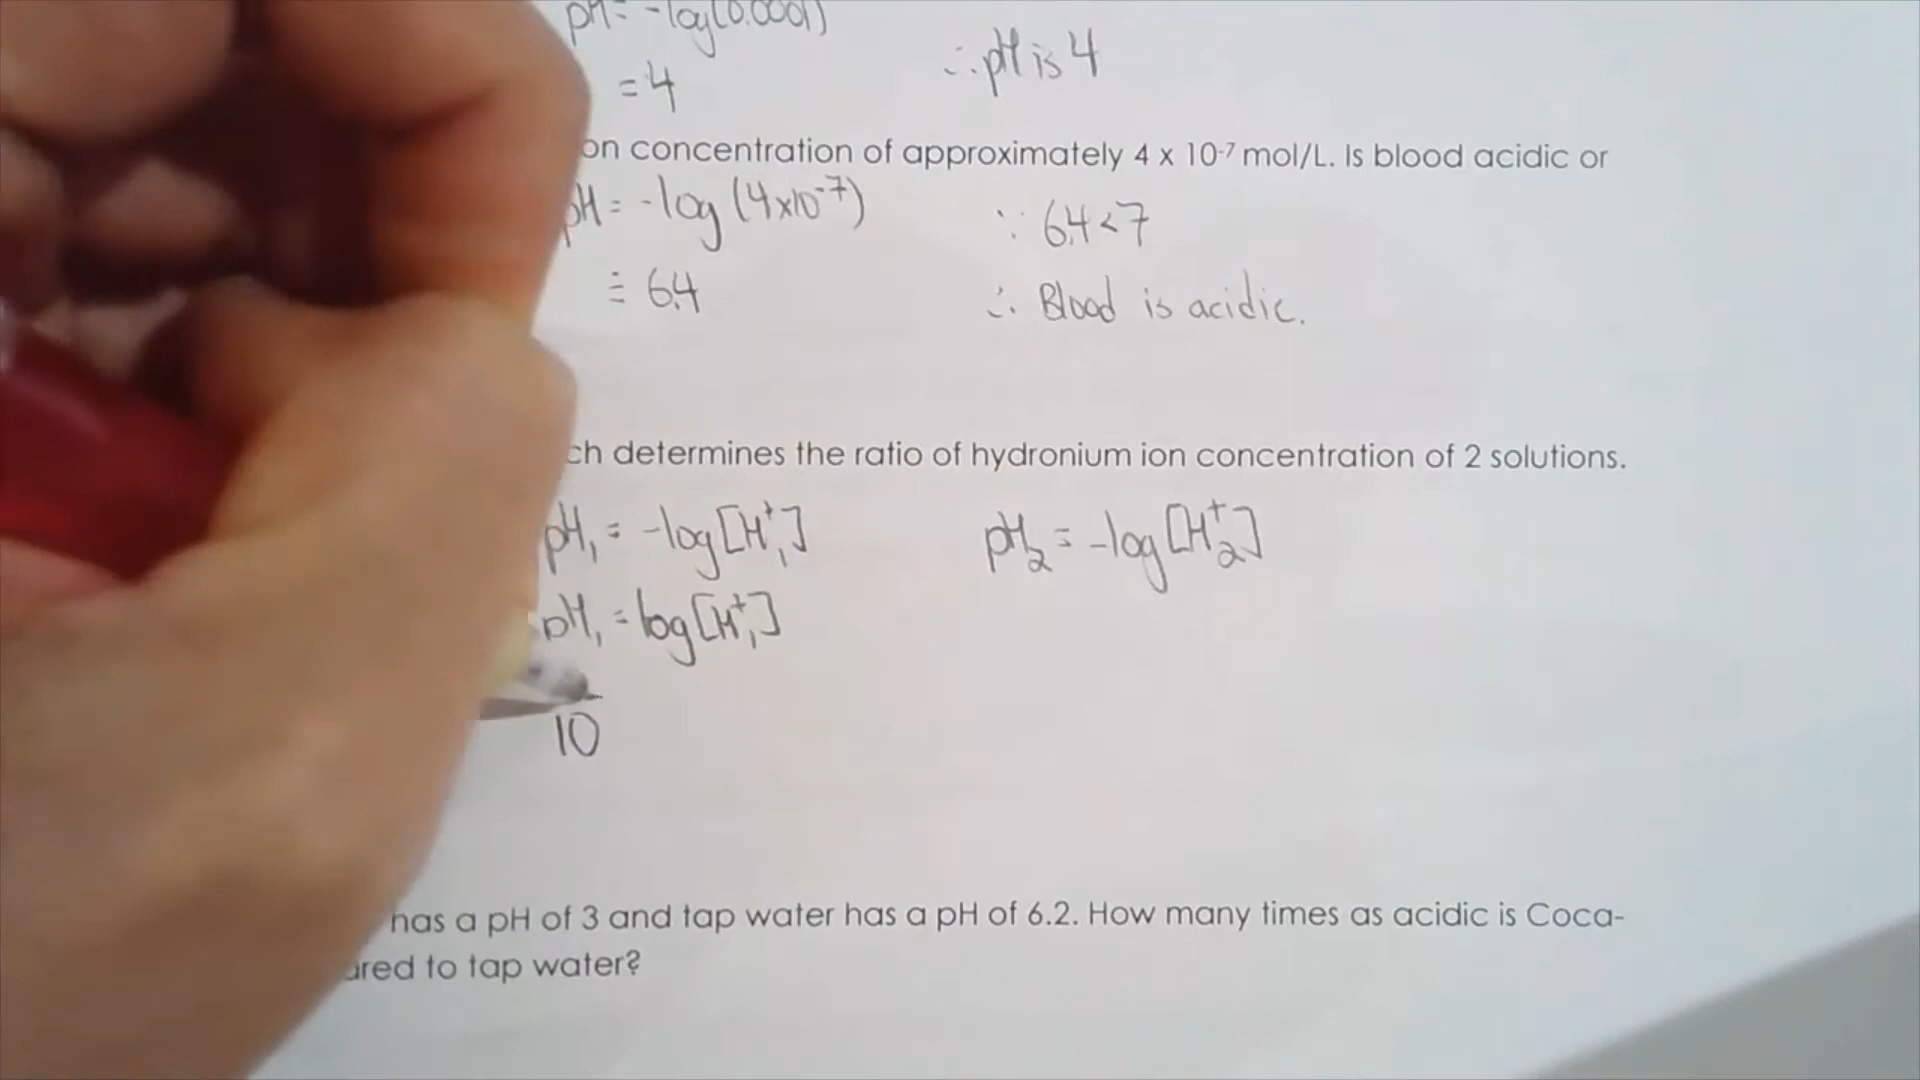 pH = -log(0.0001)
= 4
∴ pH is 4
on concentration of approximately 4 x 10⁻⁷ mol/L. Is blood acidic or
pH = -log (4x10⁻⁷)
∵ 6.4 < 7
≐ 6.4
∴ Blood is acidic.
ch determines the ratio of hydronium ion concentration of 2 solutions.
pH₁ = -log[H⁺₁]
pH₂ = -log[H⁺₂]
pH₁ = log[H⁺₁]
10
has a pH of 3 and tap water has a pH of 6.2. How many times as acidic is Coca-
ared to tap water?